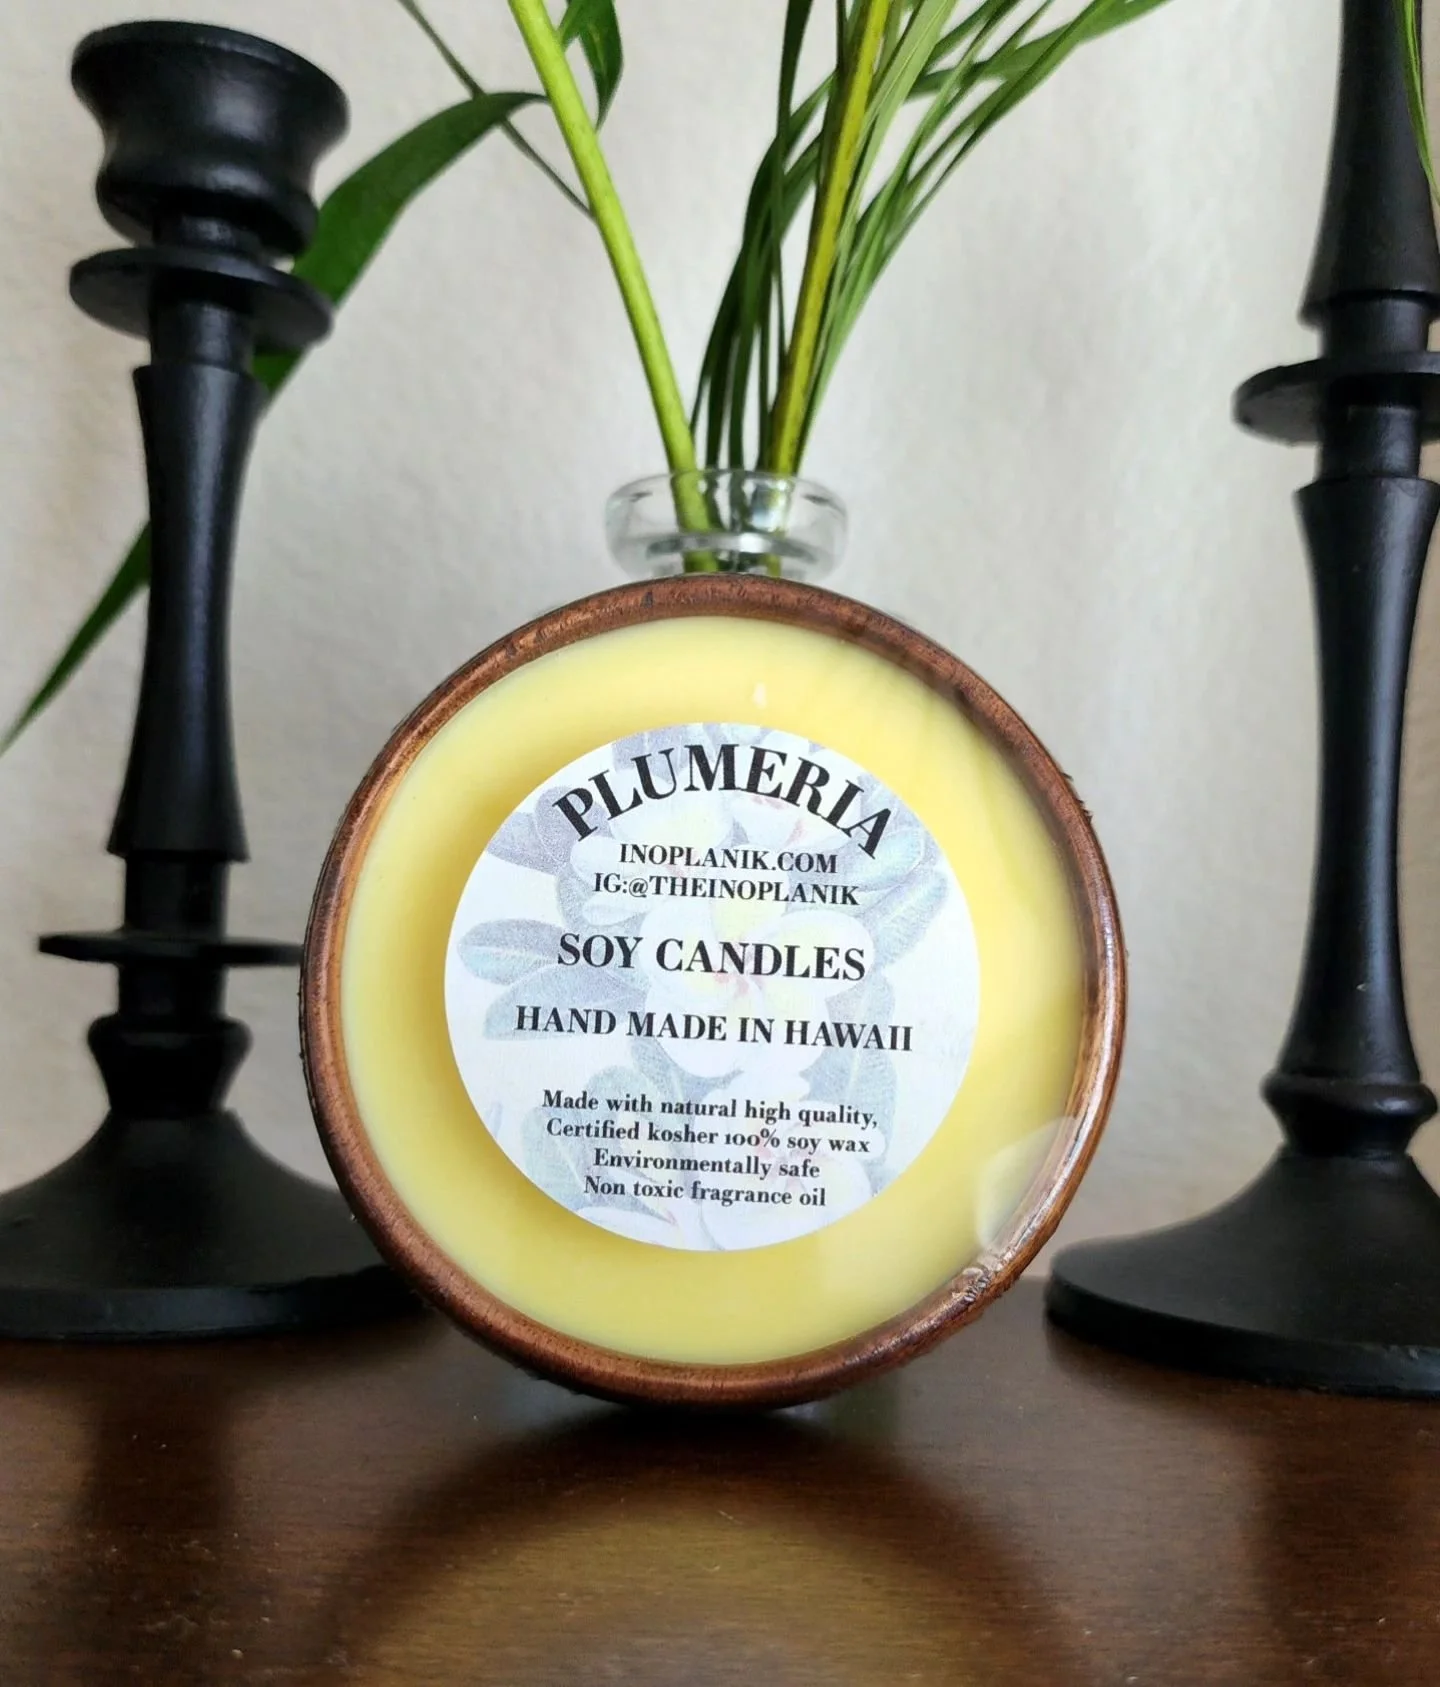 PLUMERIA
INOPLANIK.COM
IG:@THEINOPLANIK
SOY CANDLES
HAND MADE IN HAWAII
Made with natural high quality,
Certified kosher 100% soy wax
Environmentally safe
Non toxic fragrance oil